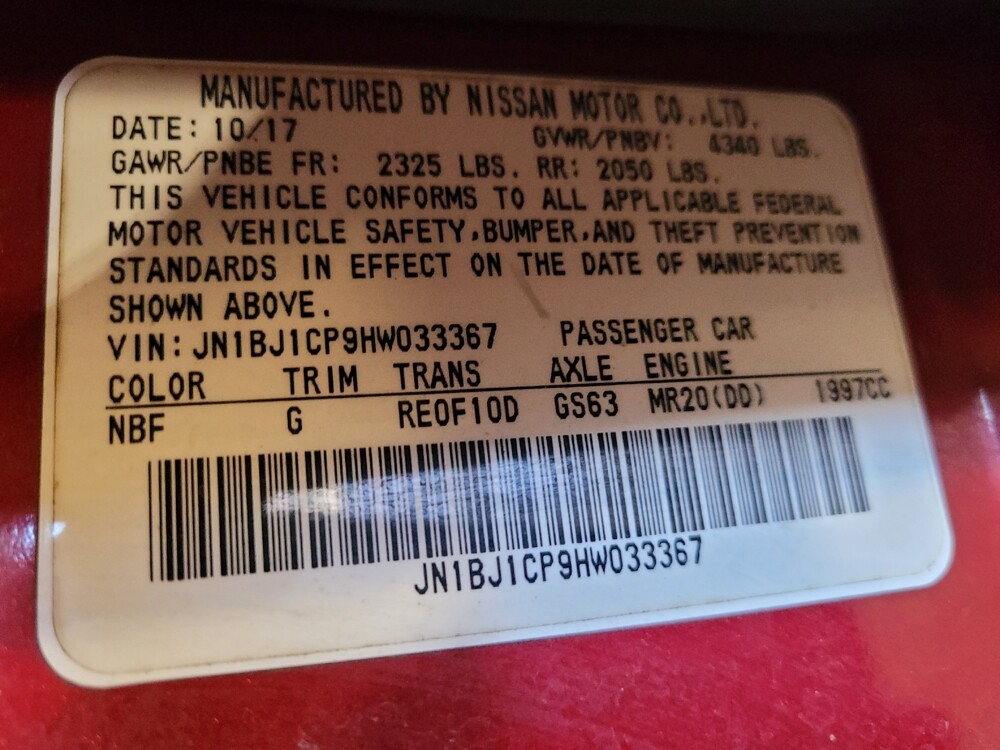 MANUFACTURED BY NISSAN MOTOR CO.,LTD.
DATE: 10/17 GVWR/PNBV: 4340 LBS.
GAWR/PNBE FR: 2325 LBS. RR: 2050 LBS.
THIS VEHICLE CONFORMS TO ALL APPLICABLE FEDERAL
MOTOR VEHICLE SAFETY,BUMPER,AND THEFT PREVENTION
STANDARDS IN EFFECT ON THE DATE OF MANUFACTURE
SHOWN ABOVE.
VIN: JN1BJ1CP9HW033367 PASSENGER CAR
COLOR TRIM TRANS AXLE ENGINE
NBF G RE0F10D GS63 MR20(DD) 1997CC
JN1BJ1CP9HW033367